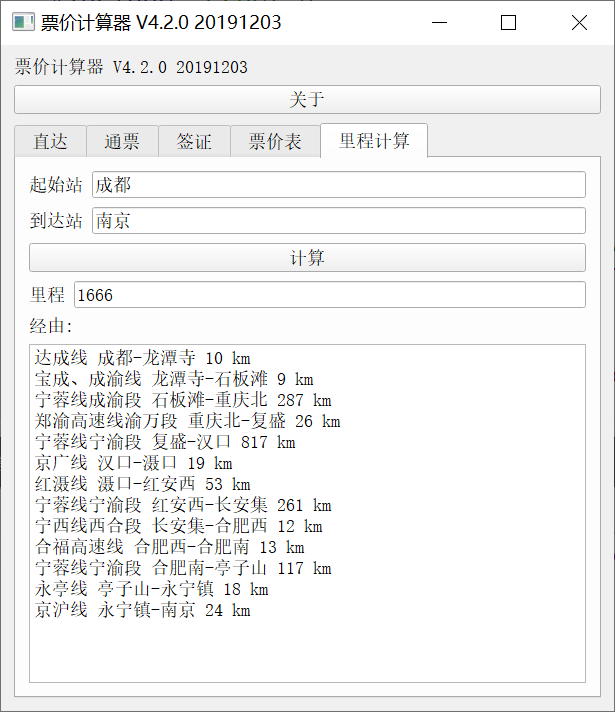 票价计算器 V4.2.0 20191203
票价计算器 V4.2.0 20191203
关于
直达 通票 签证 票价表 里程计算
起始站 成都
到达站 南京
计算
里程 1666
经由:
达成线 成都-龙潭寺 10 km
宝成、成渝线 龙潭寺-石板滩 9 km
宁蓉线成渝段 石板滩-重庆北 287 km
郑渝高速线渝万段 重庆北-复盛 26 km
宁蓉线宁渝段 复盛-汉口 817 km
京广线 汉口-滠口 19 km
红滠线 滠口-红安西 53 km
宁蓉线宁渝段 红安西-长安集 261 km
宁西线西合段 长安集-合肥西 12 km
合福高速线 合肥西-合肥南 13 km
宁蓉线宁渝段 合肥南-亭子山 117 km
永亭线 亭子山-永宁镇 18 km
京沪线 永宁镇-南京 24 km